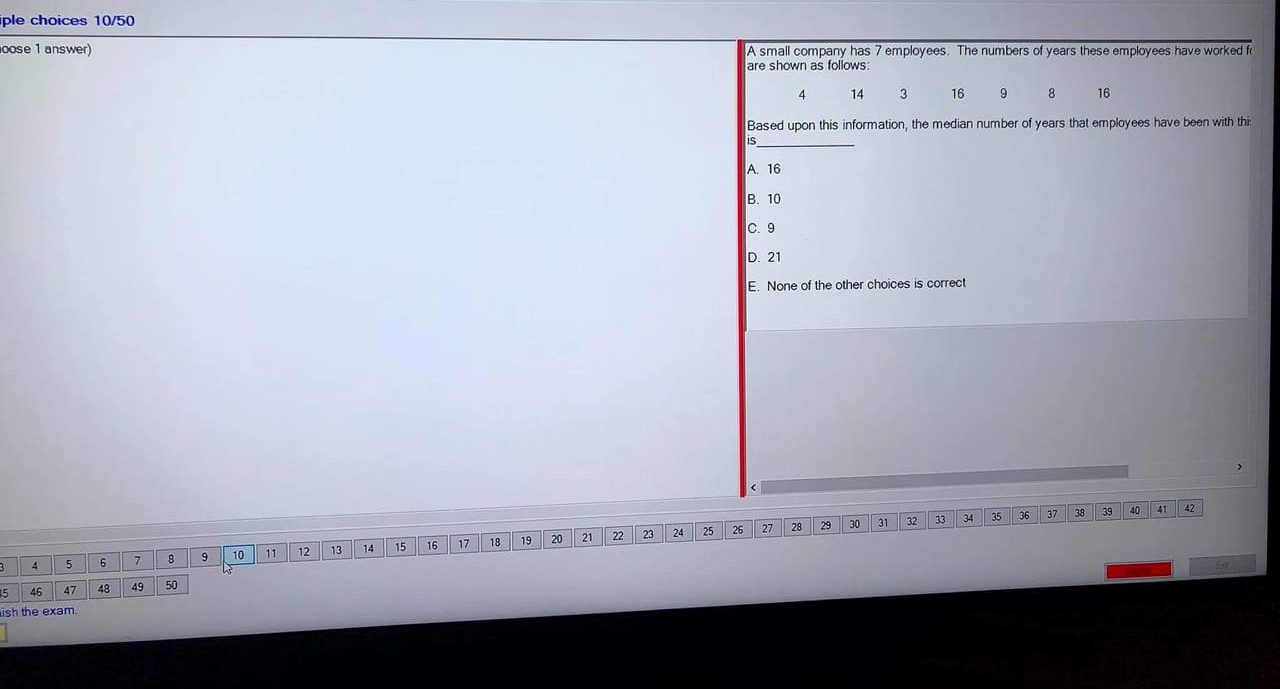 iple choices 10/50
oose 1 answer)
A small company has 7 employees. The numbers of years these employees have worked f
are shown as follows:
4 14 3 16 9 8 16
Based upon this information, the median number of years that employees have been with this
is
A. 16
B. 10
C. 9
D. 21
E. None of the other choices is correct
3 4 5 6 7 8 9 10 11 12 13 14 15 16 17 18 19 20 21 22 23 24 25 26 27 28 29 30 31 32 33 34 35 36 37 38 39 40 41 42
45 46 47 48 49 50
ish the exam.
Exit